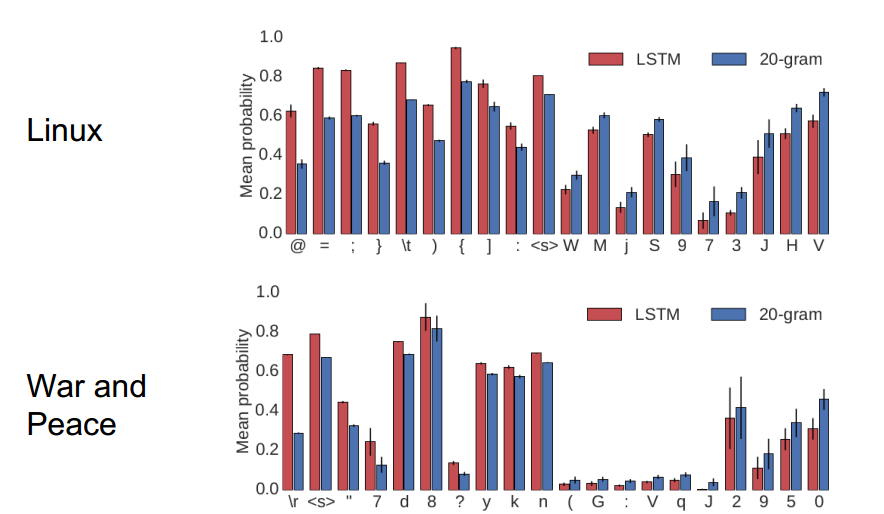 Linux
Mean probability
1.0
0.8
0.6
0.4
0.2
0.0
LSTM 20-gram
@ = ; } \t ) { ] : <s> W M j S 9 7 3 J H V
War and
Peace
Mean probability
1.0
0.8
0.6
0.4
0.2
0.0
LSTM 20-gram
\r <s> " 7 d 8 ? y k n ( G : V q J 2 9 5 0